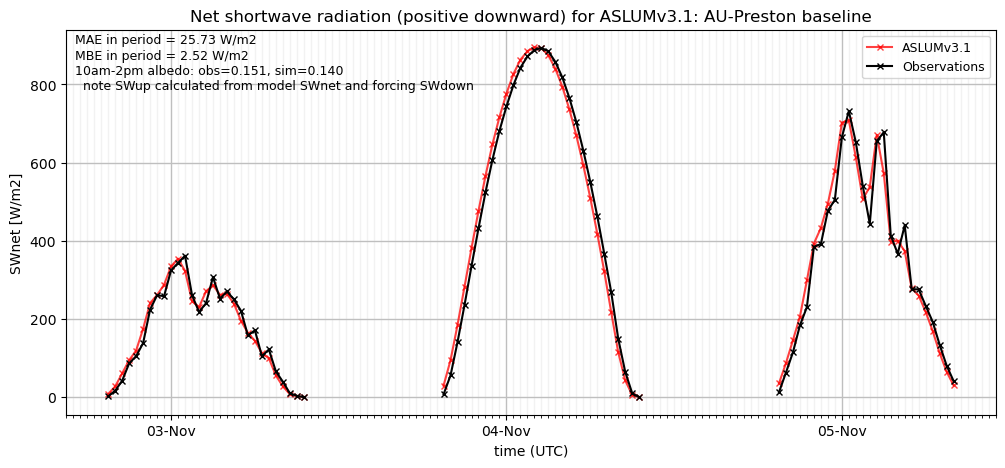 Net shortwave radiation (positive downward) for ASLUMv3.1: AU-Preston baseline
MAE in period = 25.73 W/m2
MBE in period = 2.52 W/m2
10am-2pm albedo: obs=0.151, sim=0.140
note SWup calculated from model SWnet and forcing SWdown
ASLUMv3.1
Observations
SWnet [W/m2]
800
600
400
200
0
03-Nov
04-Nov
05-Nov
time (UTC)